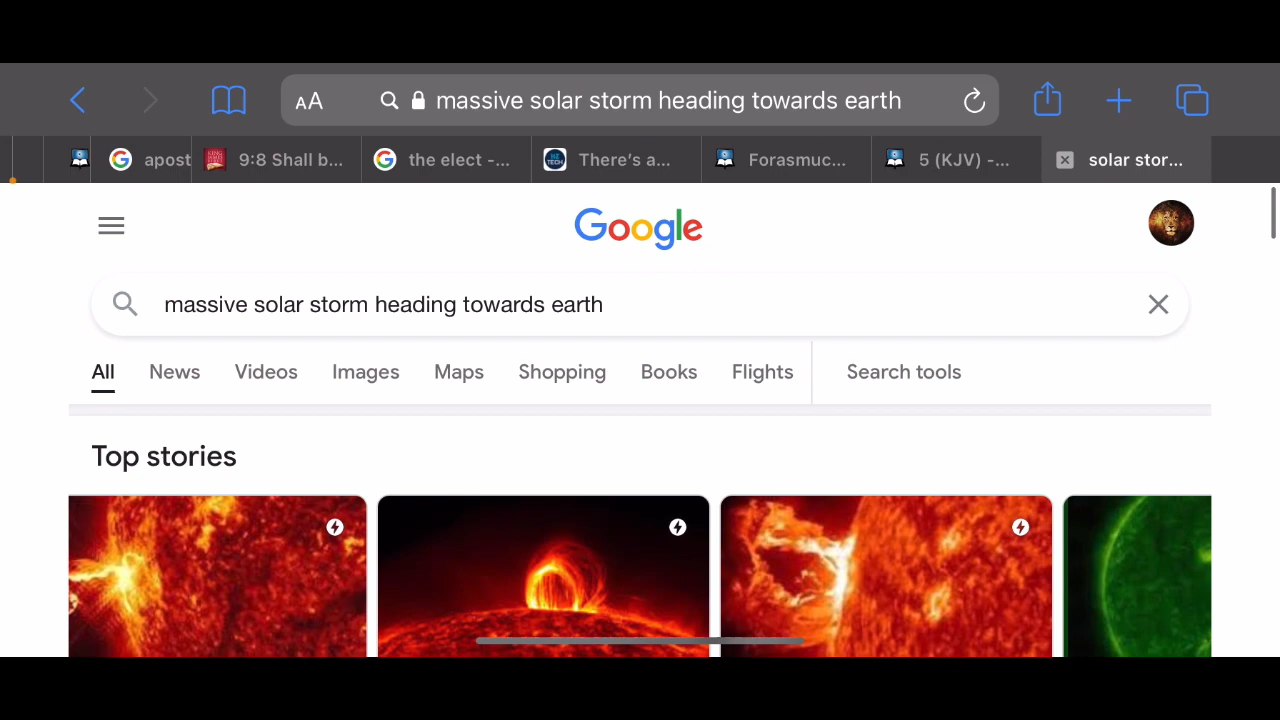 AA massive solar storm heading towards earth
apost 9:8 Shall b... the elect -... There's a... Forasmuc... 5 (KJV) -... solar stor...
Google
massive solar storm heading towards earth
All News Videos Images Maps Shopping Books Flights Search tools
Top stories